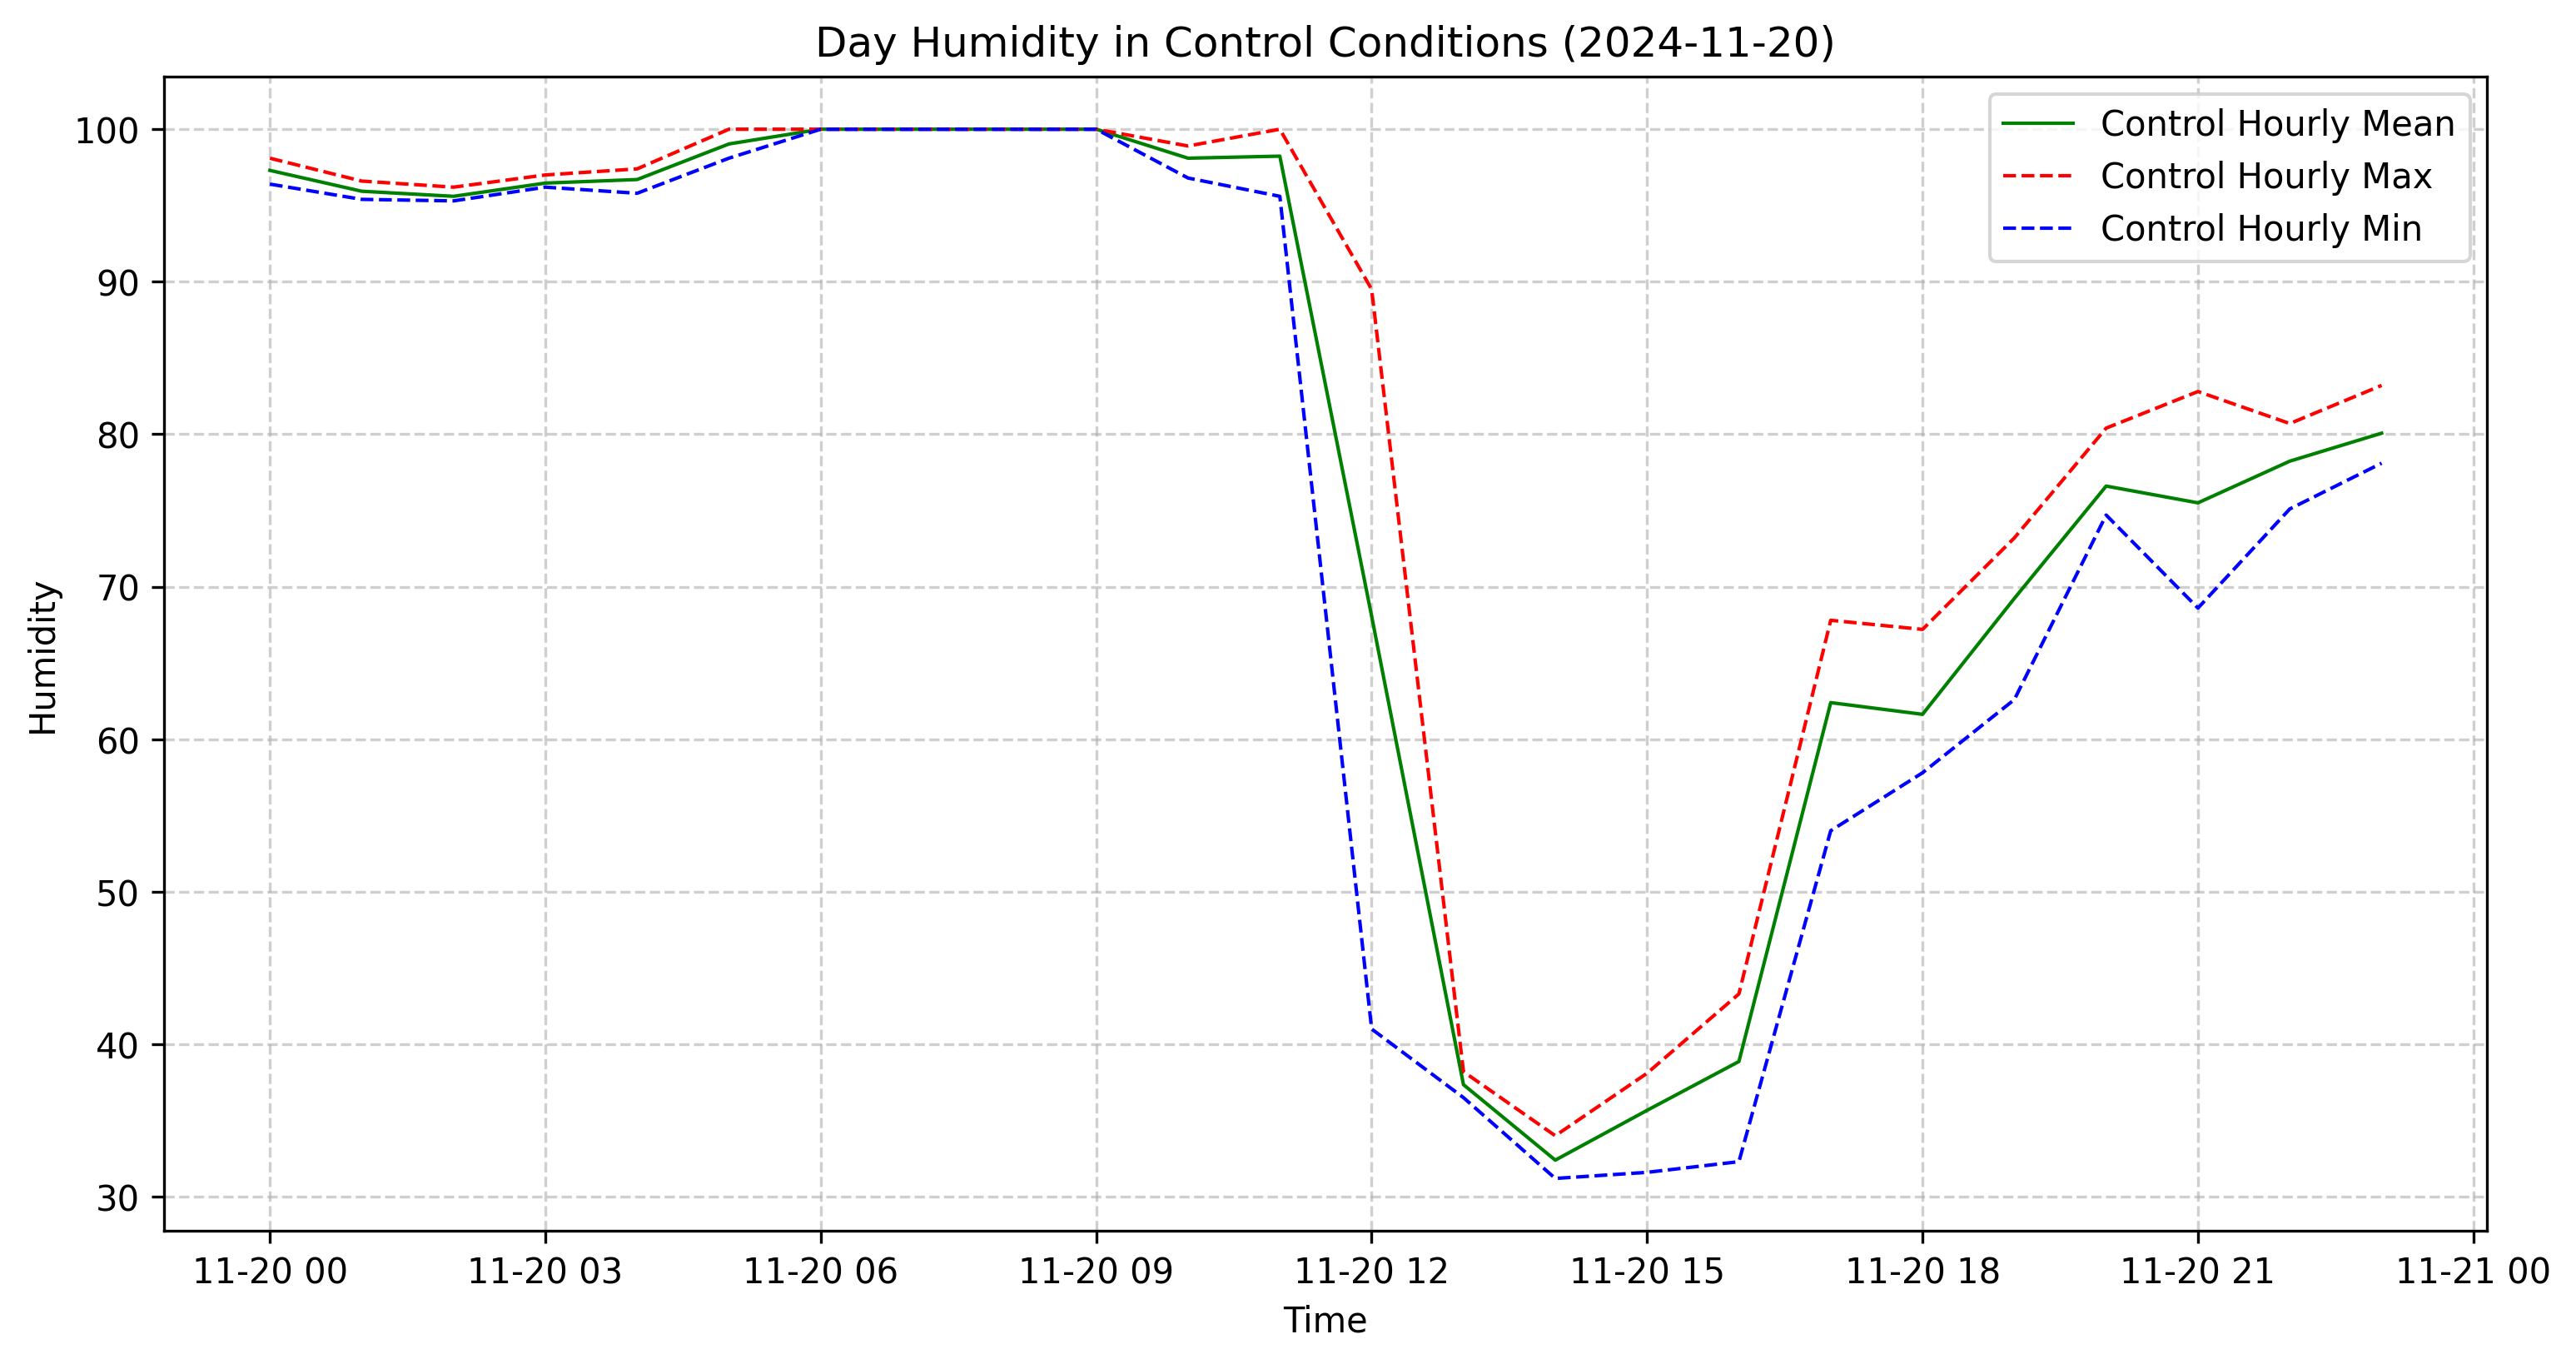 Day Humidity in Control Conditions (2024-11-20)
Control Hourly Mean
Control Hourly Max
Control Hourly Min
Humidity
100
90
80
70
60
50
40
30
11-20 00
11-20 03
11-20 06
11-20 09
11-20 12
11-20 15
11-20 18
11-20 21
11-21 00
Time